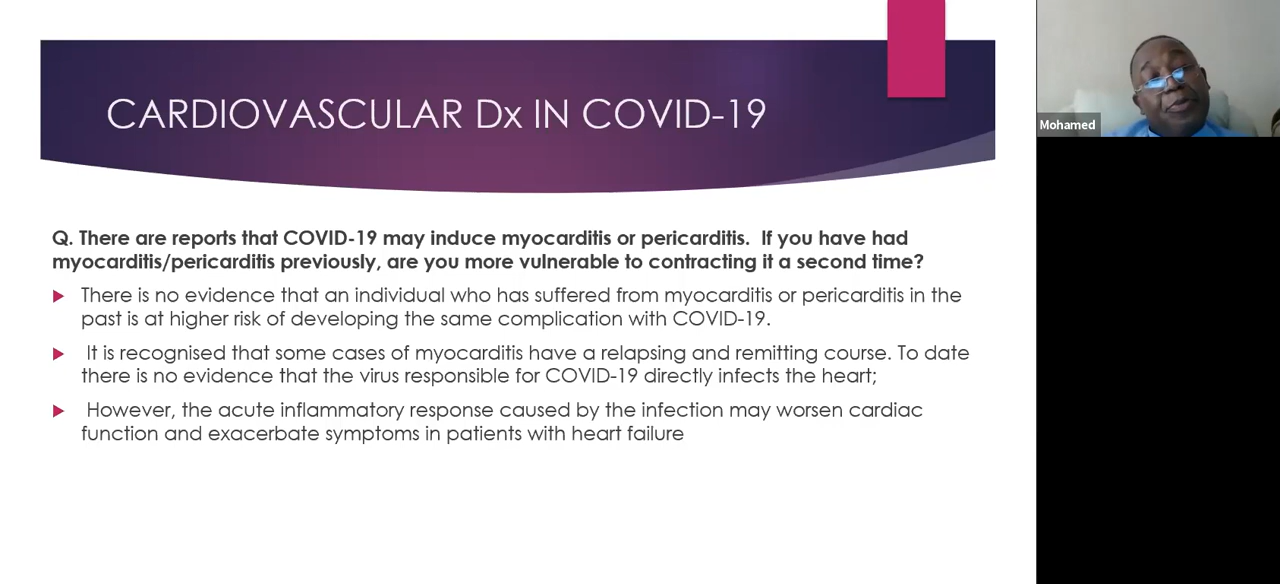 CARDIOVASCULAR Dx IN COVID-19
Q. There are reports that COVID-19 may induce myocarditis or pericarditis.  If you have had
myocarditis/pericarditis previously, are you more vulnerable to contracting it a second time?
There is no evidence that an individual who has suffered from myocarditis or pericarditis in the
past is at higher risk of developing the same complication with COVID-19.
It is recognised that some cases of myocarditis have a relapsing and remitting course. To date
there is no evidence that the virus responsible for COVID-19 directly infects the heart;
However, the acute inflammatory response caused by the infection may worsen cardiac
function and exacerbate symptoms in patients with heart failure
Mohamed